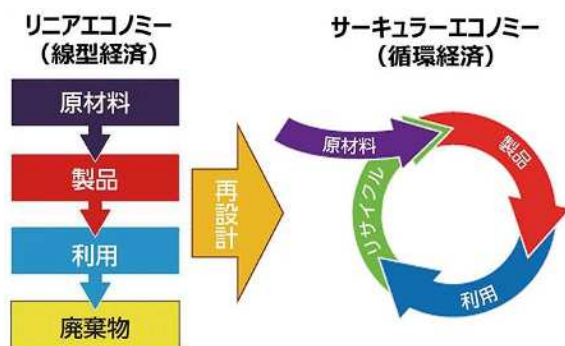 リニアエコノミー
（線型経済）
原材料
製品
利用
廃棄物
再設計
サーキュラーエコノミー
（循環経済）
原材料
製品
利用
リサイクル